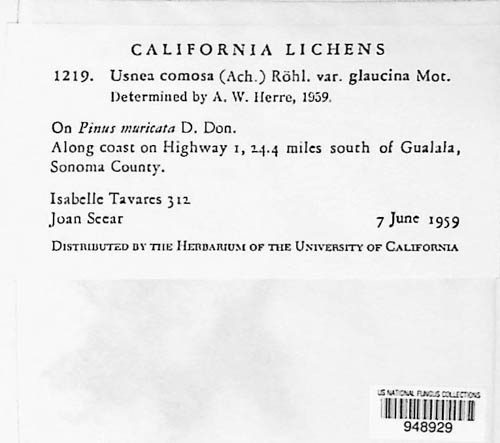 CALIFORNIA LICHENS
1219. Usnea comosa (Ach.) Röhl. var. glaucina Mot.
Determined by A. W. Herre, 1959.
On Pinus muricata D. Don.
Along coast on Highway 1, 24.4 miles south of Gualala,
Sonoma County.
Isabelle Tavares 312
Joan Seear
7 June 1959
DISTRIBUTED BY THE HERBARIUM OF THE UNIVERSITY OF CALIFORNIA
US NATIONAL FUNGUS COLLECTIONS
948929